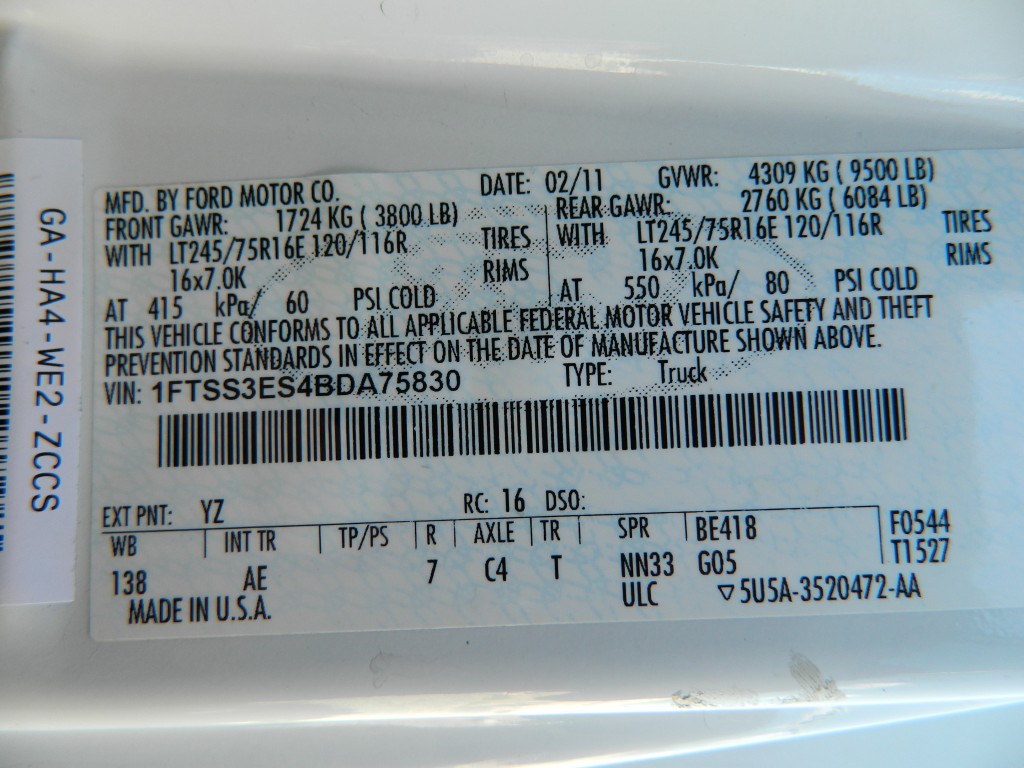 GA-HA4-WE2-ZCCS
MFD. BY FORD MOTOR CO. DATE: 02/11 GVWR: 4309 KG ( 9500 LB)
FRONT GAWR: 1724 KG ( 3800 LB) REAR GAWR: 2760 KG ( 6084 LB)
WITH LT245/75R16E 120/116R TIRES WITH LT245/75R16E 120/116R TIRES
16x7.0K RIMS 16x7.0K RIMS
AT 415 kPa/ 60 PSI COLD AT 550 kPa/ 80 PSI COLD
THIS VEHICLE CONFORMS TO ALL APPLICABLE FEDERAL MOTOR VEHICLE SAFETY AND THEFT
PREVENTION STANDARDS IN EFFECT ON THE DATE OF MANUFACTURE SHOWN ABOVE.
VIN: 1FTSS3ES4BDA75830 TYPE: Truck
EXT PNT: YZ RC: 16 DSO:
WB INT TR TP/PS R AXLE TR SPR BE418 F0544
138 AE 7 C4 T NN33 G05 T1527
MADE IN U.S.A. ULC ▽5U5A-3520472-AA